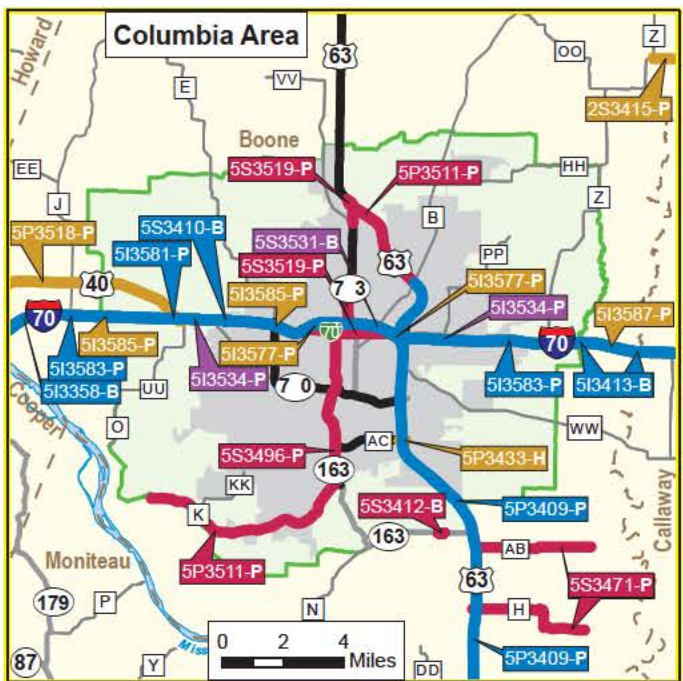 Columbia Area
63
Z
OO
Howard
E
VV
2S3415-P
Boone
EE
5S3519-P
5P3511-P
HH
J
Z
B
5S3410-B
5P3518-P
5S3531-B
5I3581-P
5S3519-P
63
PP
40
7 3
5I3577-P
5I3585-P
5I3534-P
5I3587-P
70
70
70
5I3585-P
5I3577-P
5I3583-P
5I3534-P
5I3583-P
5I3413-B
5I3358-B
UU
7 0
Cooper
O
WW
AC
5S3496-P
5P3433-H
163
KK
5P3409-P
5S3412-B
K
163
AB
Callaway
Moniteau
5P3511-P
63
5S3471-P
179
P
N
H
0 2 4
Miles
5P3409-P
87
Y
Miss
DD